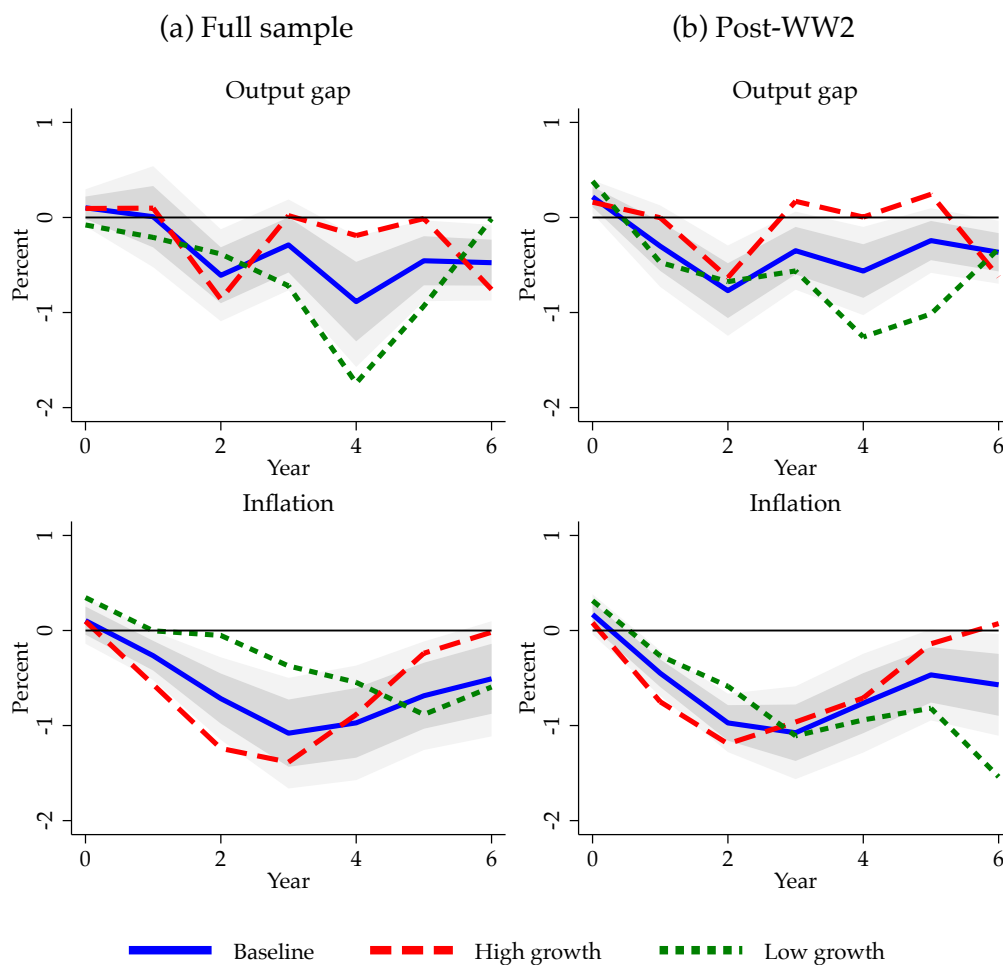 (a) Full sample
(b) Post-WW2
Output gap
Percent
1
0
-1
-2
0 2 4 6
Year
Output gap
Percent
1
0
-1
-2
0 2 4 6
Year
Inflation
Percent
1
0
-1
-2
0 2 4 6
Year
Inflation
Percent
1
0
-1
-2
0 2 4 6
Year
Baseline High growth Low growth